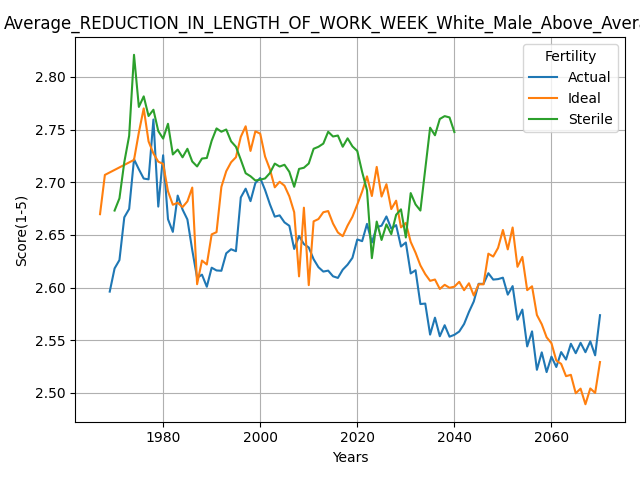 Average_REDUCTION_IN_LENGTH_OF_WORK_WEEK_White_Male_Above_Avera
Fertility
Actual
Ideal
Sterile
Score(1-5)
2.80
2.75
2.70
2.65
2.60
2.55
2.50
1980 2000 2020 2040 2060
Years